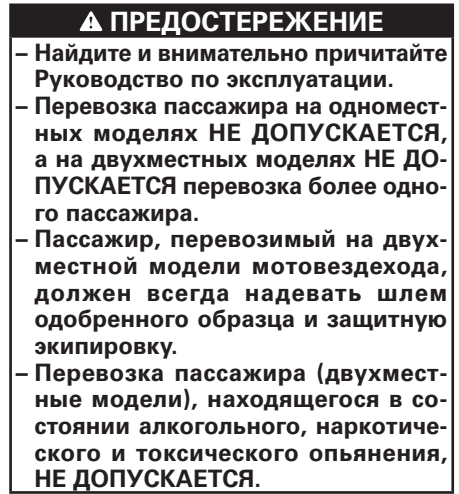 ⚠ ПРЕДОСТЕРЕЖЕНИЕ
– Найдите и внимательно причитайте
Руководство по эксплуатации.
– Перевозка пассажира на одномест-
ных моделях НЕ ДОПУСКАЕТСЯ,
а на двухместных моделях НЕ ДО-
ПУСКАЕТСЯ перевозка более одно-
го пассажира.
– Пассажир, перевозимый на двух-
местной модели мотовездехода,
должен всегда надевать шлем
одобренного образца и защитную
экипировку.
– Перевозка пассажира (двухмест-
ные модели), находящегося в со-
стоянии алкогольного, наркотиче-
ского и токсического опьянения,
НЕ ДОПУСКАЕТСЯ.